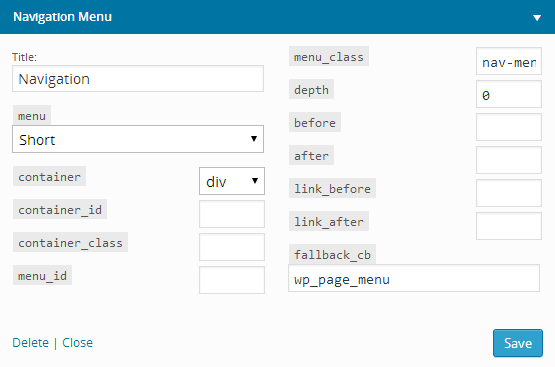 Navigation Menu
Title:
Navigation
menu
Short
container
div
container_id
container_class
menu_id
menu_class
nav-men
depth
0
before
after
link_before
link_after
fallback_cb
wp_page_menu
Delete | Close
Save